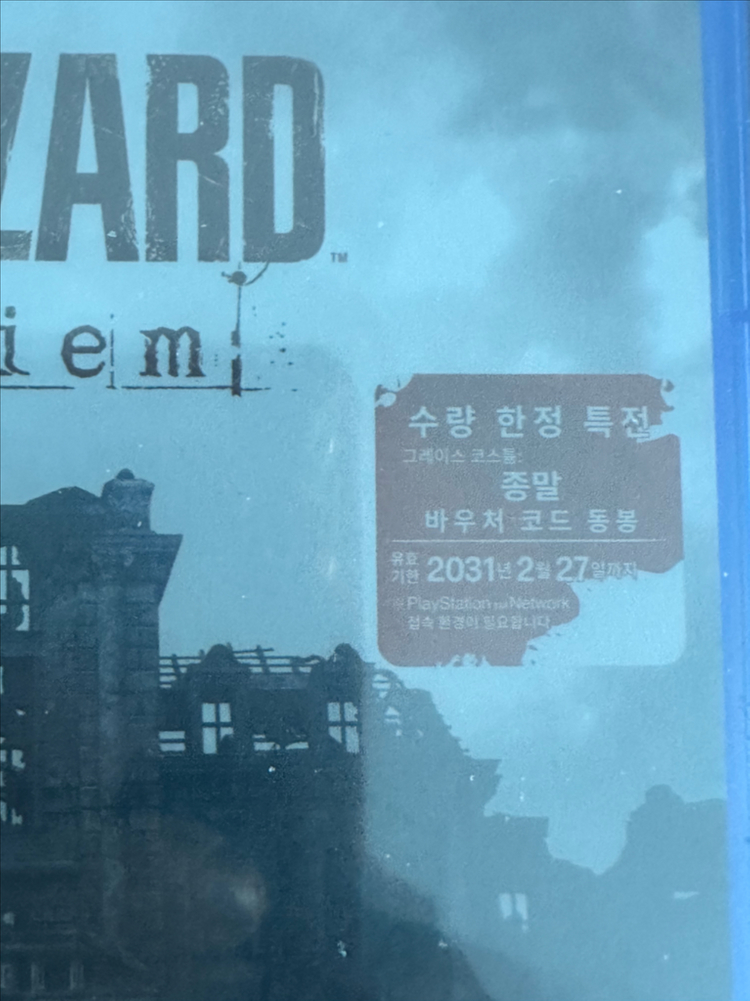 ZARD™
iem
수량 한정 특전
그레이스 코스튬:
종말
바우처 코드 동봉
유효
기한 2031년 2월 27일까지
※PlayStation™Network
접속 환경이 필요합니다.